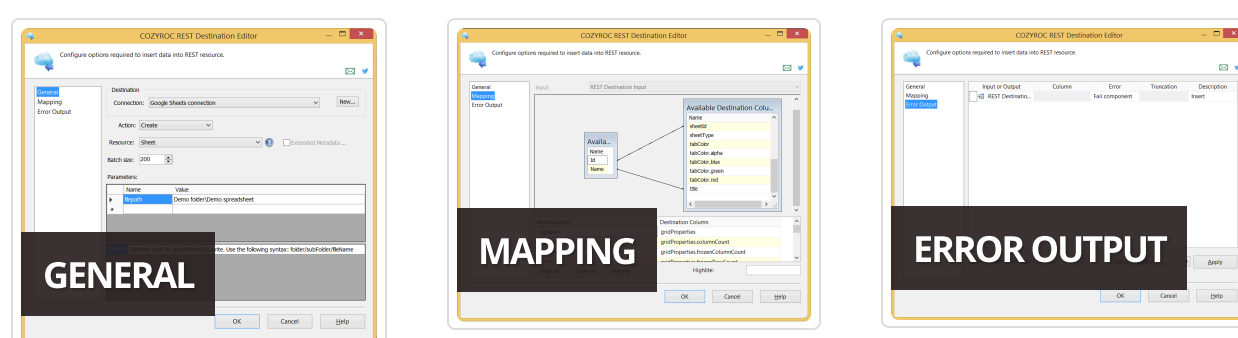 COZYROC REST Destination Editor
Configure options required to insert data into REST resource.
General
Mapping
Error Output
Destination
Connection: Google Sheets connection New...
Action: Create
Resource: Sheet Extended Metadata ...
Batch size: 200
Parameters:
Name Value
filepath Demo folder\Demo spreadsheet
write. Use the following syntax: folder/subFolder/fileName
GENERAL
OK Cancel Help
COZYROC REST Destination Editor
Configure options required to insert data into REST resource.
General
Mapping
Error Output
Input: REST Destination Input
Availa...
Name
Id
Name
Available Destination Colu...
Name
sheetId
sheetType
tabColor
tabColor.alpha
tabColor.blue
tabColor.green
tabColor.red
title
Destination Column
gridProperties
gridProperties.columnCount
gridProperties.frozenColumnCount
gridProperties.frozenRowCount
Highlite:
MAPPING
OK Cancel Help
COZYROC REST Destination Editor
Configure options required to insert data into REST resource.
General
Mapping
Error Output
Input or Output Column Error Truncation Description
REST Destinatio... Fail component Insert
ERROR OUTPUT
Apply
OK Cancel Help